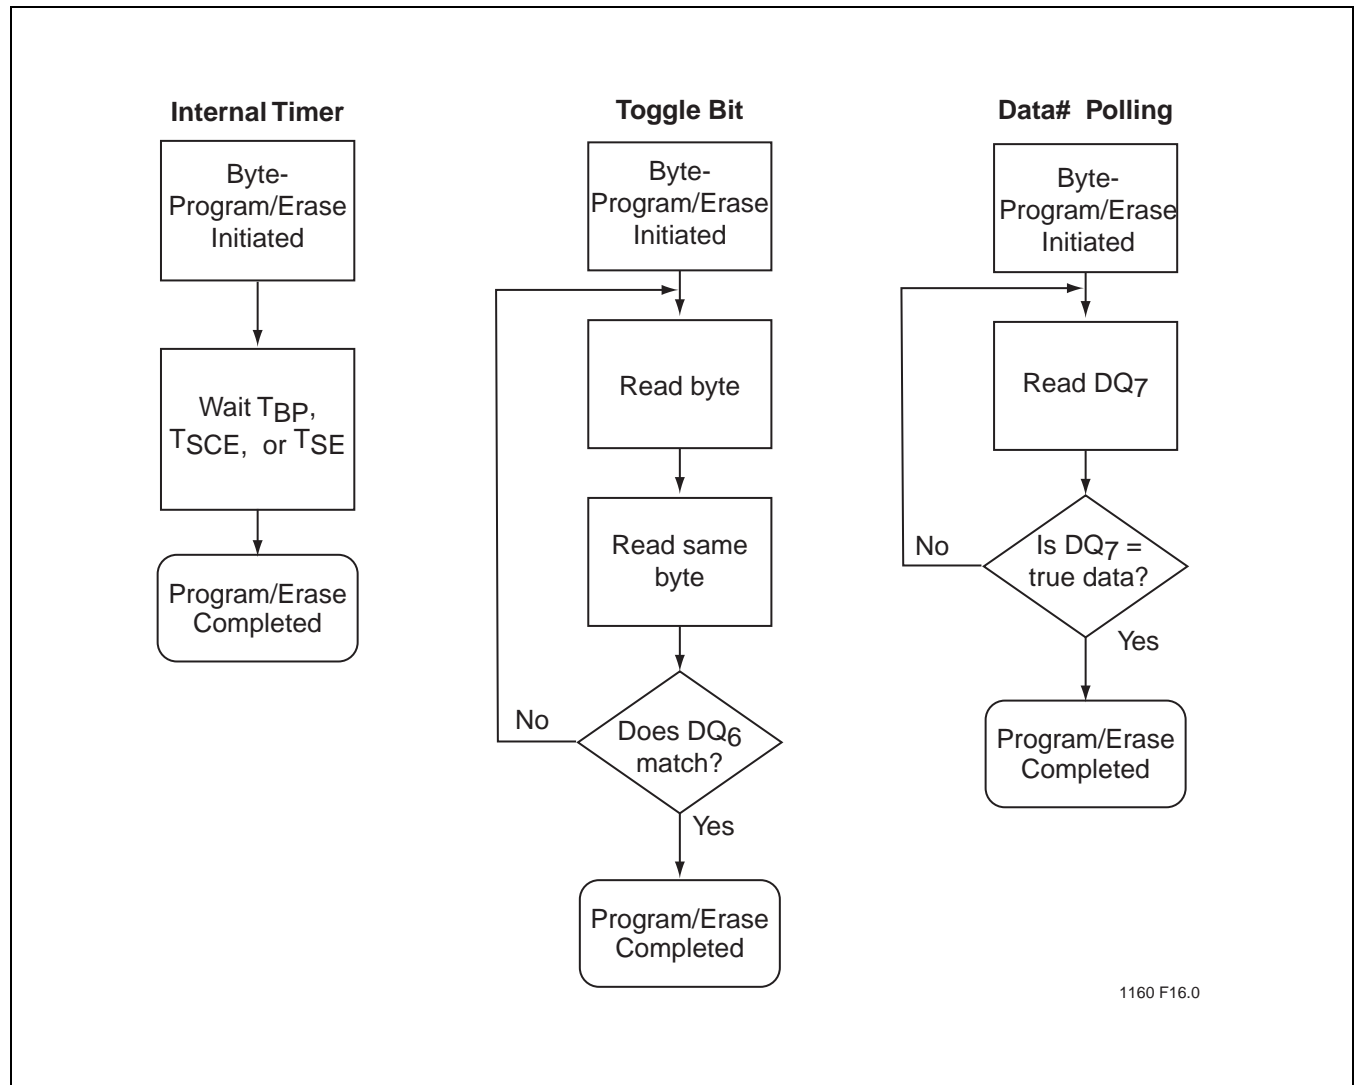 Internal Timer
Byte-
Program/Erase
Initiated
Wait TBP,
TSCE, or TSE
Program/Erase
Completed
Toggle Bit
Byte-
Program/Erase
Initiated
Read byte
Read same
byte
No
Does DQ6
match?
Yes
Program/Erase
Completed
Data# Polling
Byte-
Program/Erase
Initiated
Read DQ7
No
Is DQ7 =
true data?
Yes
Program/Erase
Completed
1160 F16.0